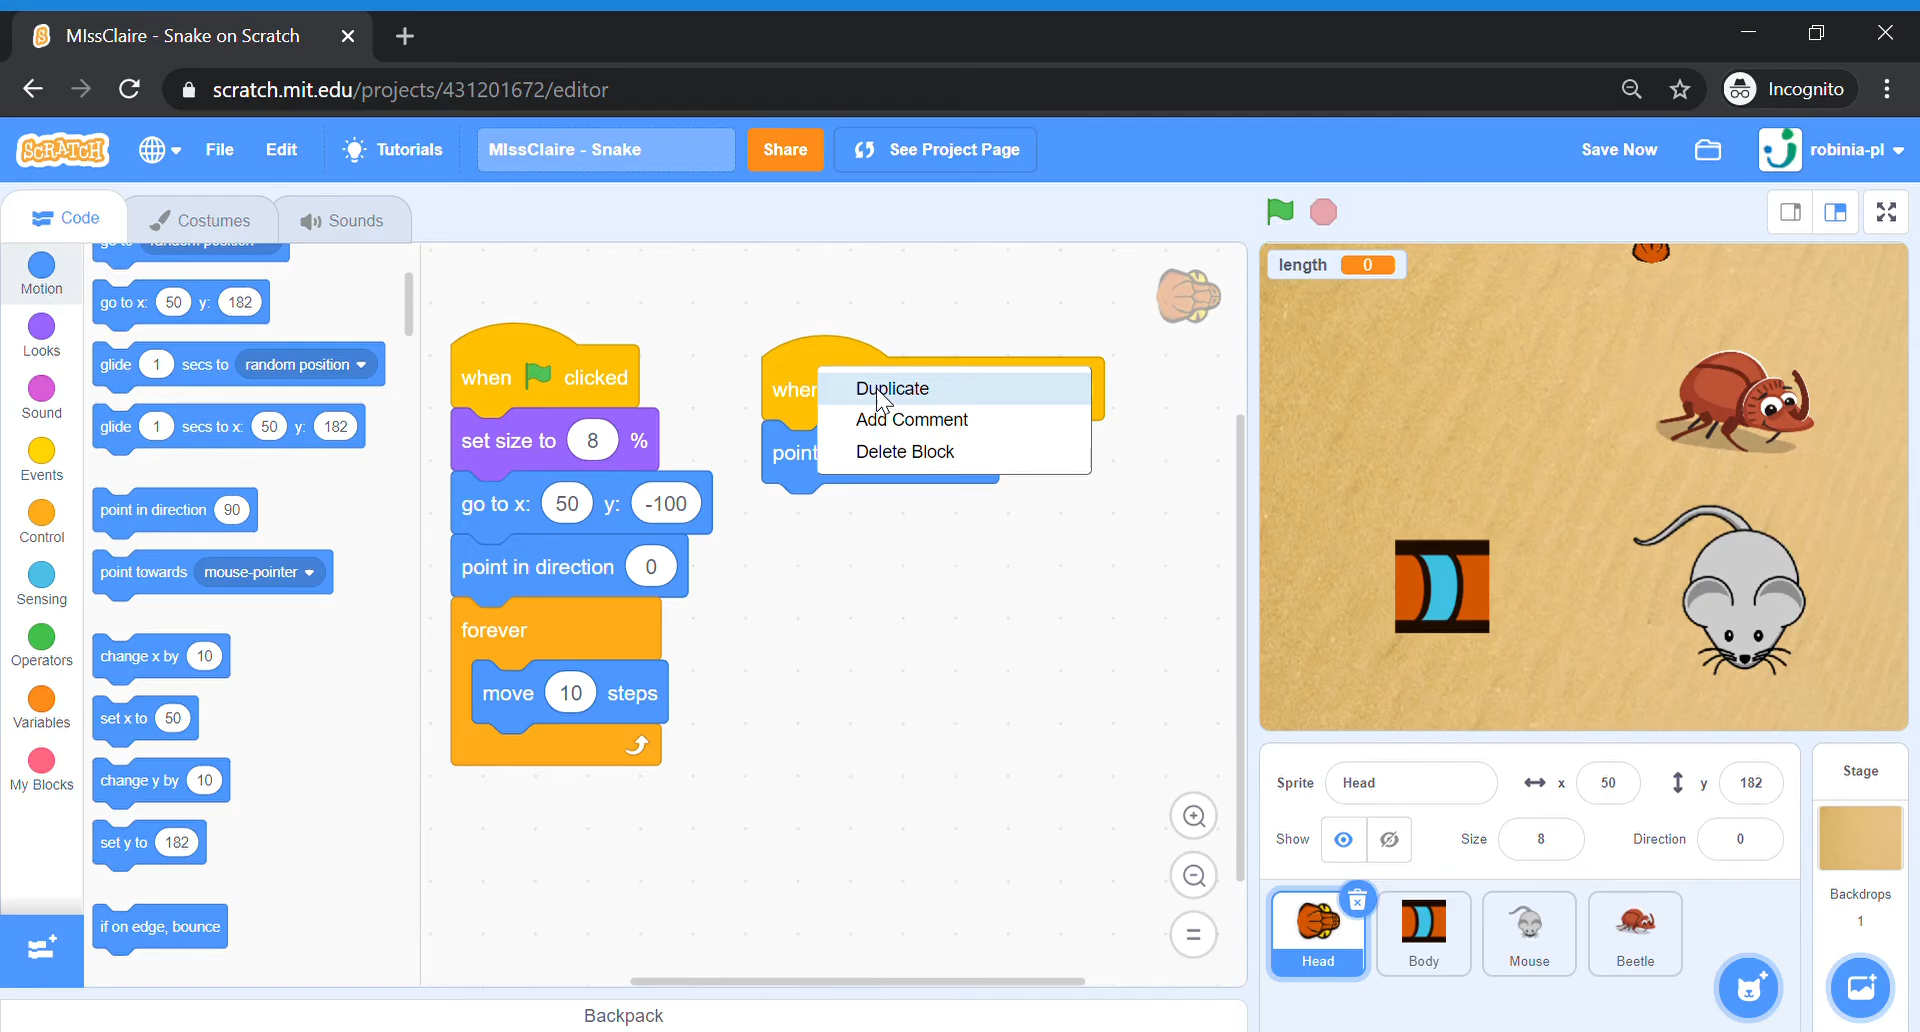 MIssClaire - Snake on Scratch
scratch.mit.edu/projects/431201672/editor
Incognito
SCRATCH
File
Edit
Tutorials
MIssClaire - Snake
Share
See Project Page
Save Now
robinia-pl
Code
Costumes
Sounds
Motion
Looks
Sound
Events
Control
Sensing
Operators
Variables
My Blocks
go to random position
go to x: 50 y: 182
glide 1 secs to random position
glide 1 secs to x: 50 y: 182
point in direction 90
point towards mouse-pointer
change x by 10
set x to 50
change y by 10
set y to 182
if on edge, bounce
when clicked
set size to 8 %
go to x: 50 y: -100
point in direction 0
forever
move 10 steps
when
point
Duplicate
Add Comment
Delete Block
length 0
Sprite Head x 50 y 182
Show Size 8 Direction 0
Head
Body
Mouse
Beetle
Stage
Backdrops
1
Backpack